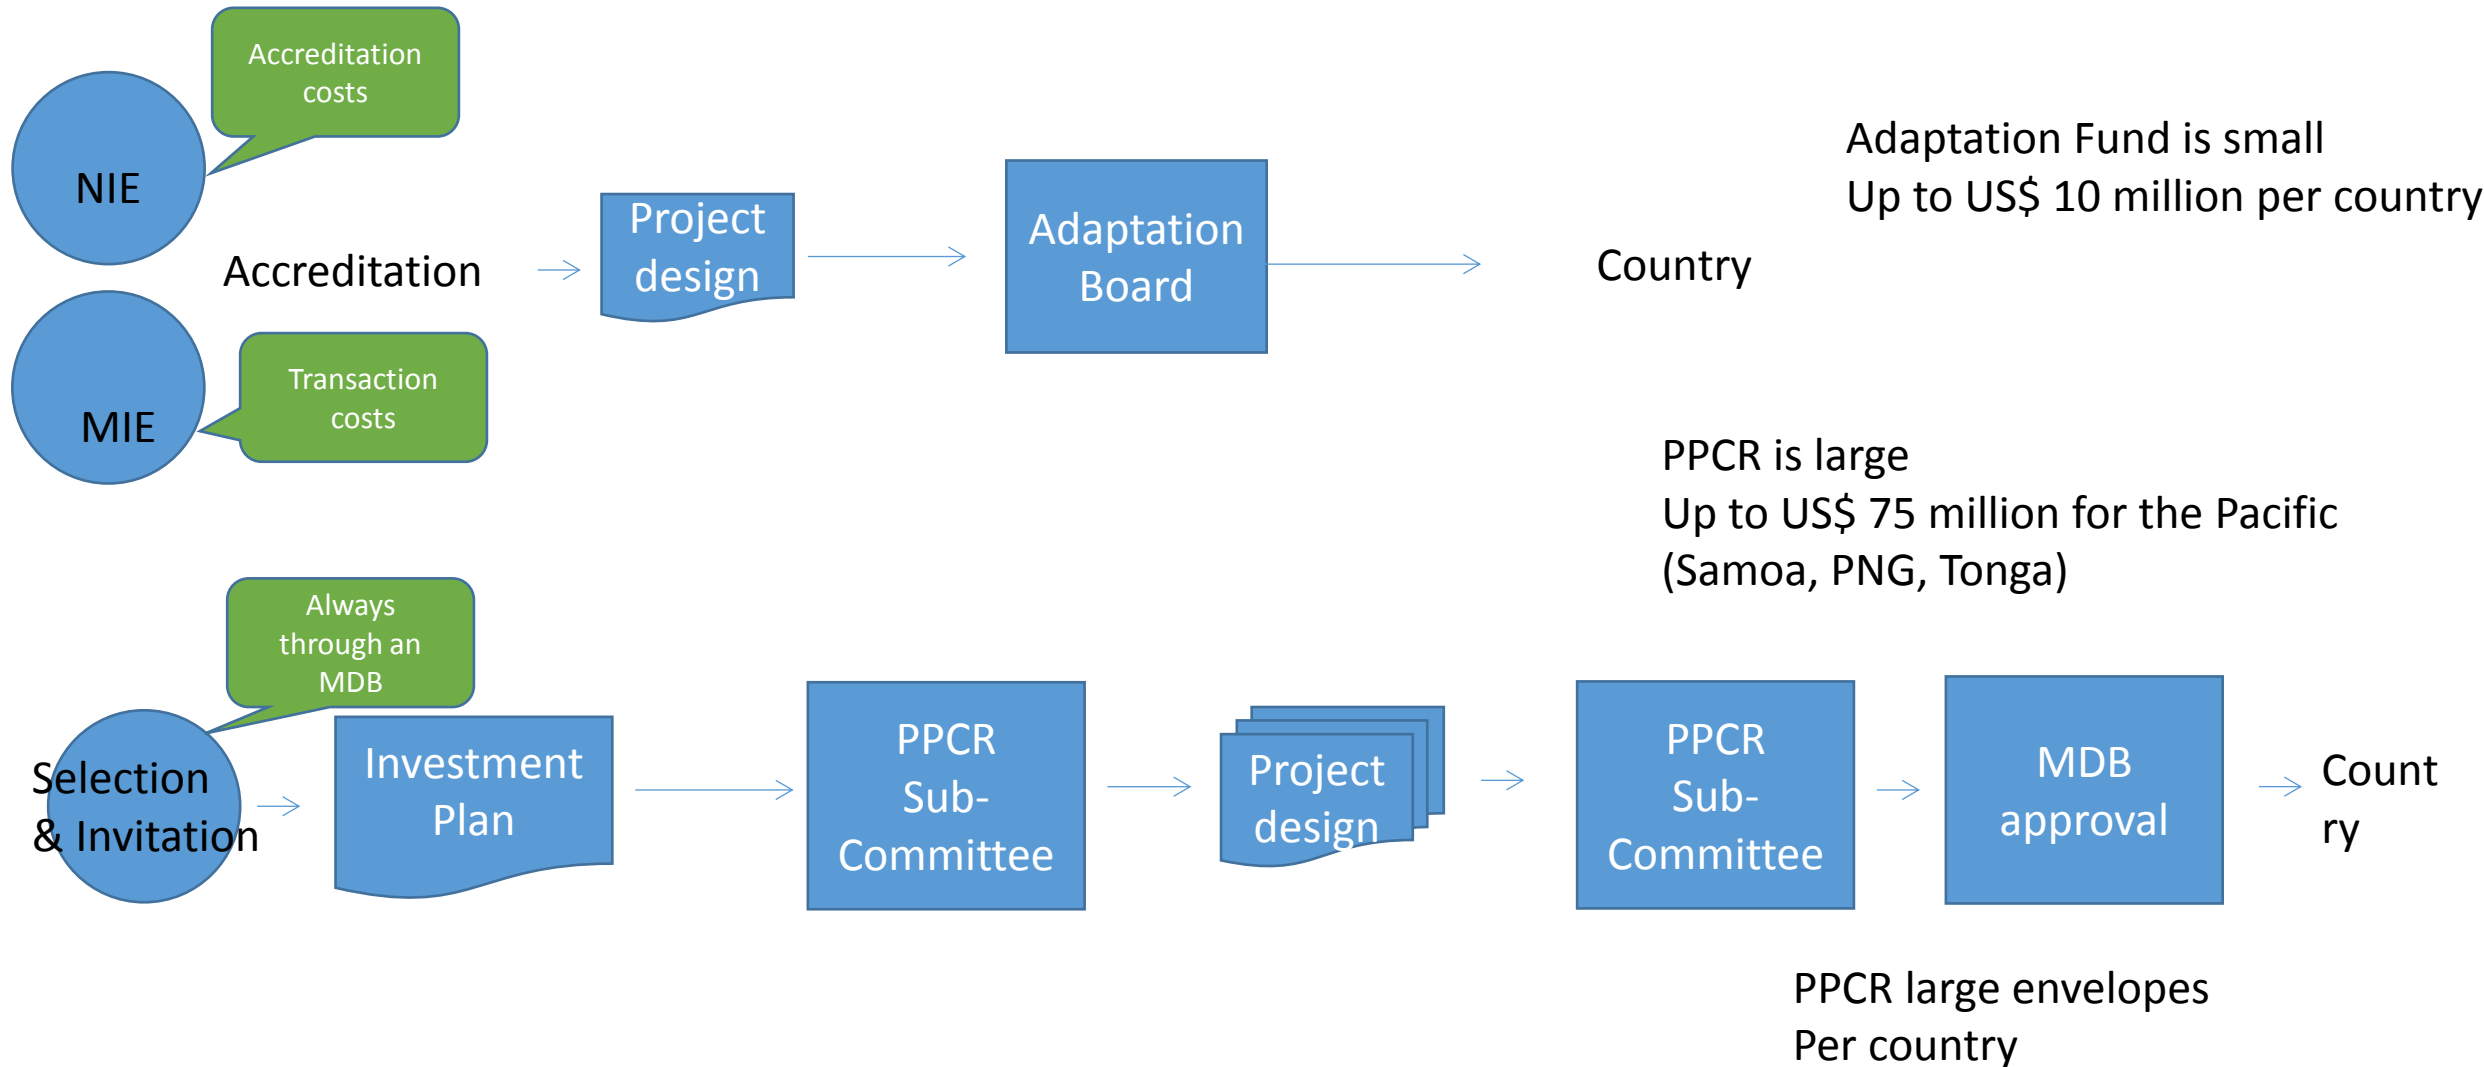 Accreditation
costs
NIE
Accreditation
MIE
Transaction
costs
Project
design
Adaptation
Board
Country
Adaptation Fund is small
Up to US$ 10 million per country
PPCR is large
Up to US$ 75 million for the Pacific
(Samoa, PNG, Tonga)
Always
through an
MDB
Selection
& Invitation
Investment
Plan
PPCR
Sub-
Committee
Project
design
PPCR
Sub-
Committee
MDB
approval
Count
ry
PPCR large envelopes
Per country